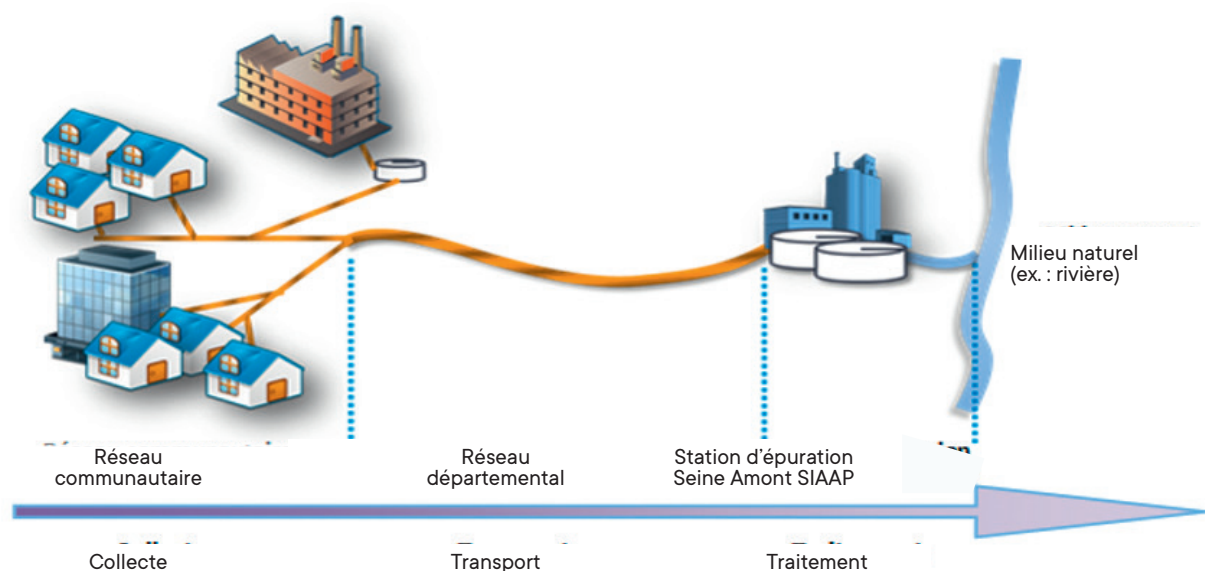 Milieu naturel
(ex. : rivière)
Réseau
communautaire
Réseau
départemental
Station d'épuration
Seine Amont SIAAP
Collecte
Transport
Traitement